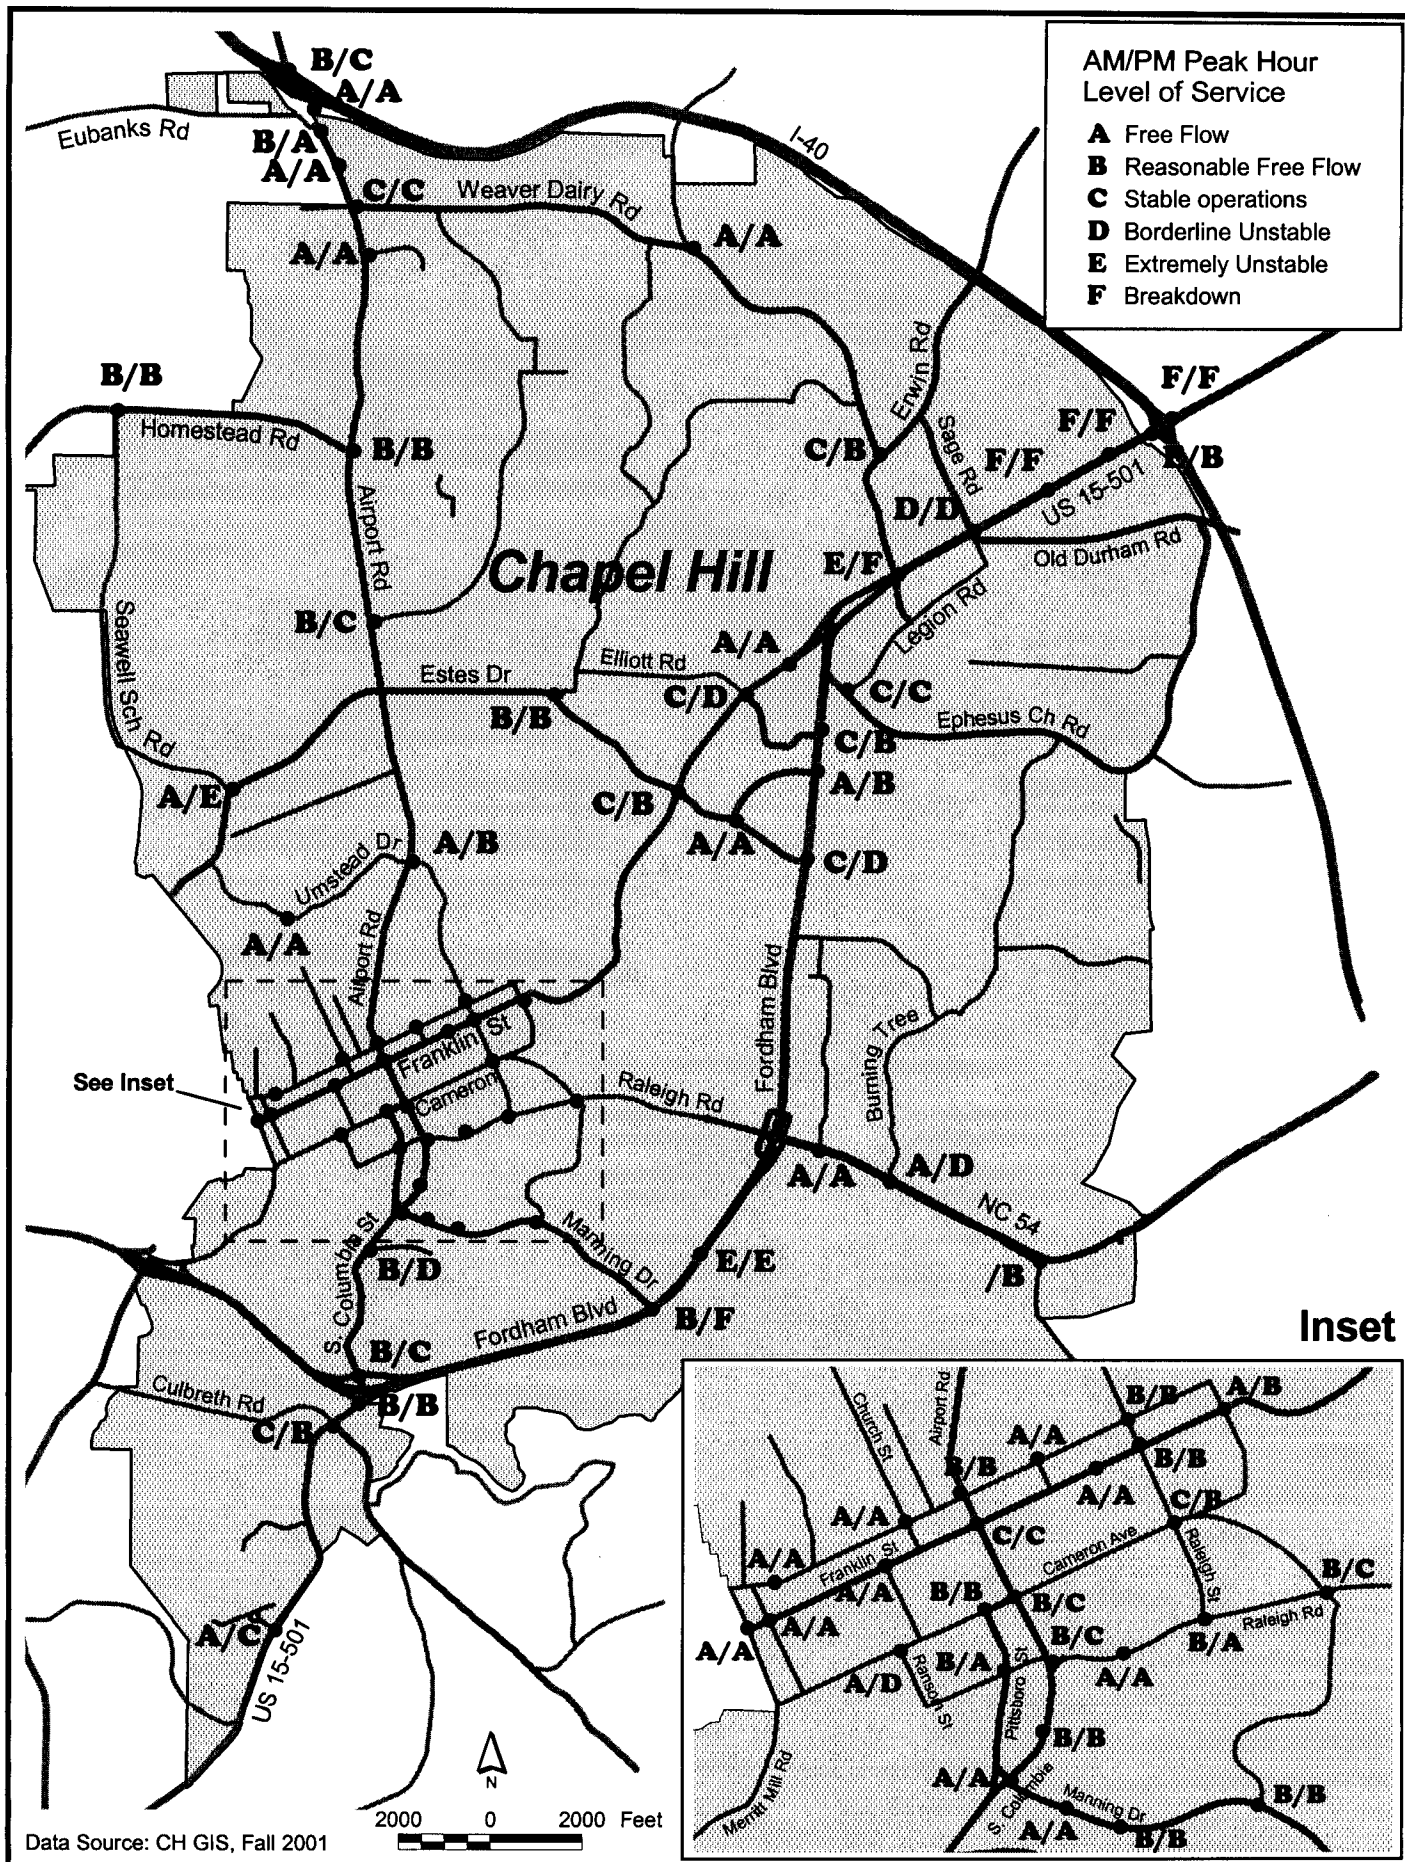 AM/PM Peak Hour
Level of Service
A Free Flow
B Reasonable Free Flow
C Stable operations
D Borderline Unstable
E Extremely Unstable
F Breakdown
B/C
A/A
Eubanks Rd
B/A
A/A
I-40
C/C
Weaver Dairy Rd
A/A
A/A
B/B
Homestead Rd
B/B
Erwin Rd
F/F
F/F
C/B
Sage Rd
F/F
/B
US 15-501
D/D
Airport Rd
Old Durham Rd
Chapel Hill
E/F
Legion Rd
Seawell Sch Rd
B/C
A/A
Elliott Rd
Estes Dr
C/D
C/C
B/B
Ephesus Ch Rd
C/B
A/E
C/B
A/B
A/B
A/A
Umstead Dr
C/D
A/A
Airport Rd
Fordham Blvd
Burning Tree
Franklin St
See Inset
Cameron
Raleigh Rd
A/A
A/D
NC 54
Manning Dr
S. Columbia St
B/D
E/E
/B
Fordham Blvd
B/F
Inset
B/C
Culbreth Rd
B/B
C/B
A/C
US 15-501
N
2000 0 2000 Feet
Data Source: CH GIS, Fall 2001
Church St
Airport Rd
B/B
A/B
A/A
B/B
B/B
A/A
A/A
C/B
C/C
Cameron Ave
Raleigh St
A/A
Franklin St
A/A
B/B
B/C
B/C
A/A
Raleigh Rd
B/C
B/A
A/A
B/A
A/D
Ransom St
Pittsboro St
A/A
B/B
Merritt Mill Rd
A/A
S. Columbia
Manning Dr
B/B
A/A
B/B